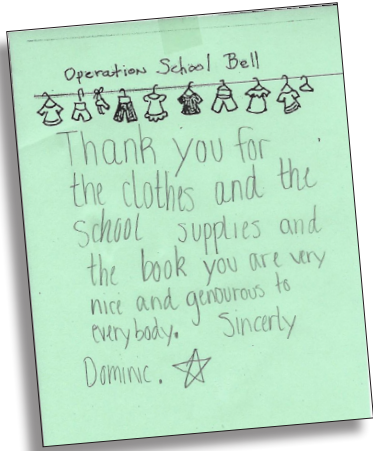 Operation School Bell
Thank you for
the clothes and the
school supplies and
the book you are very
nice and genourous to
everybody. Sincerly
Dominic.